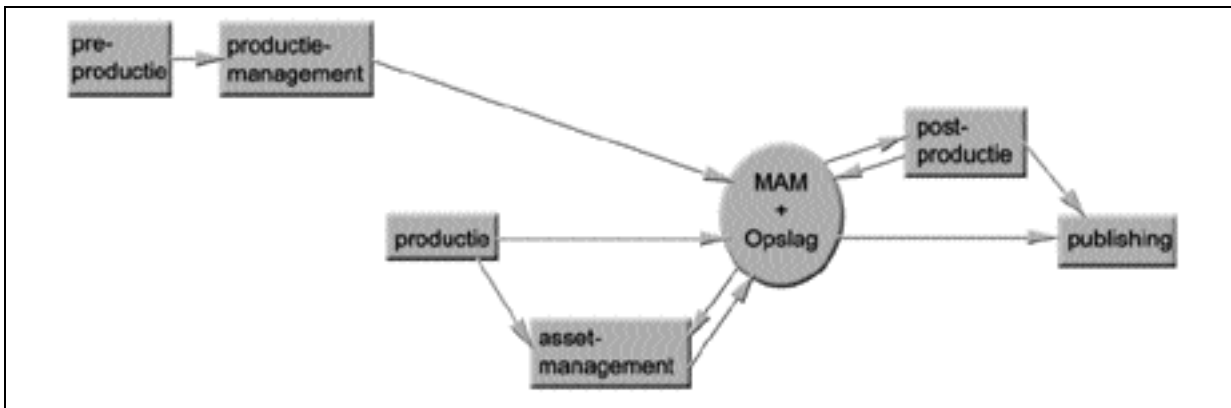 pre-
productie
productie-
management
post-
productie
MAM
+
Opslag
productie
publishing
asset-
management